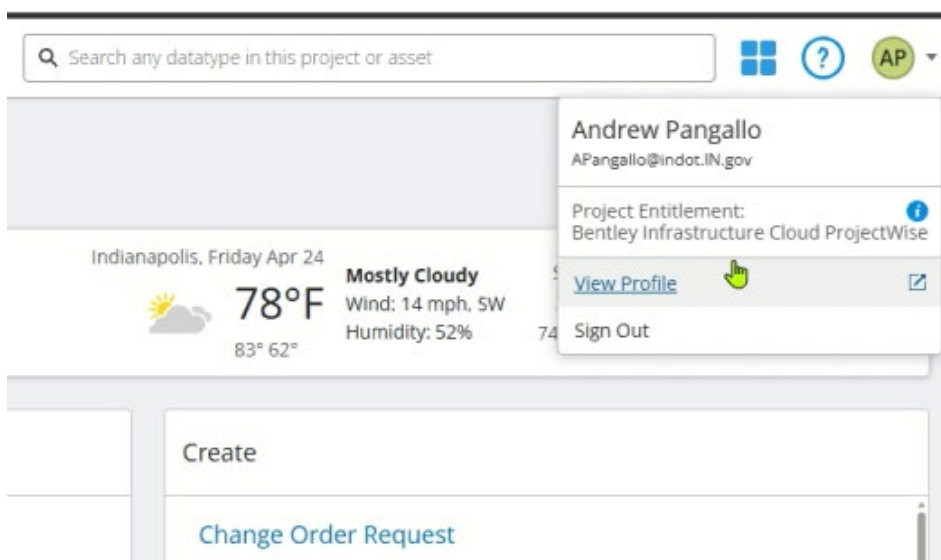 Search any datatype in this project or asset
?
AP
Andrew Pangallo
APangallo@indot.IN.gov
Project Entitlement:
Bentley Infrastructure Cloud ProjectWise
View Profile
Sign Out
Indianapolis, Friday Apr 24
78°F
83° 62°
Mostly Cloudy
Wind: 14 mph, SW
Humidity: 52%
74
Create
Change Order Request